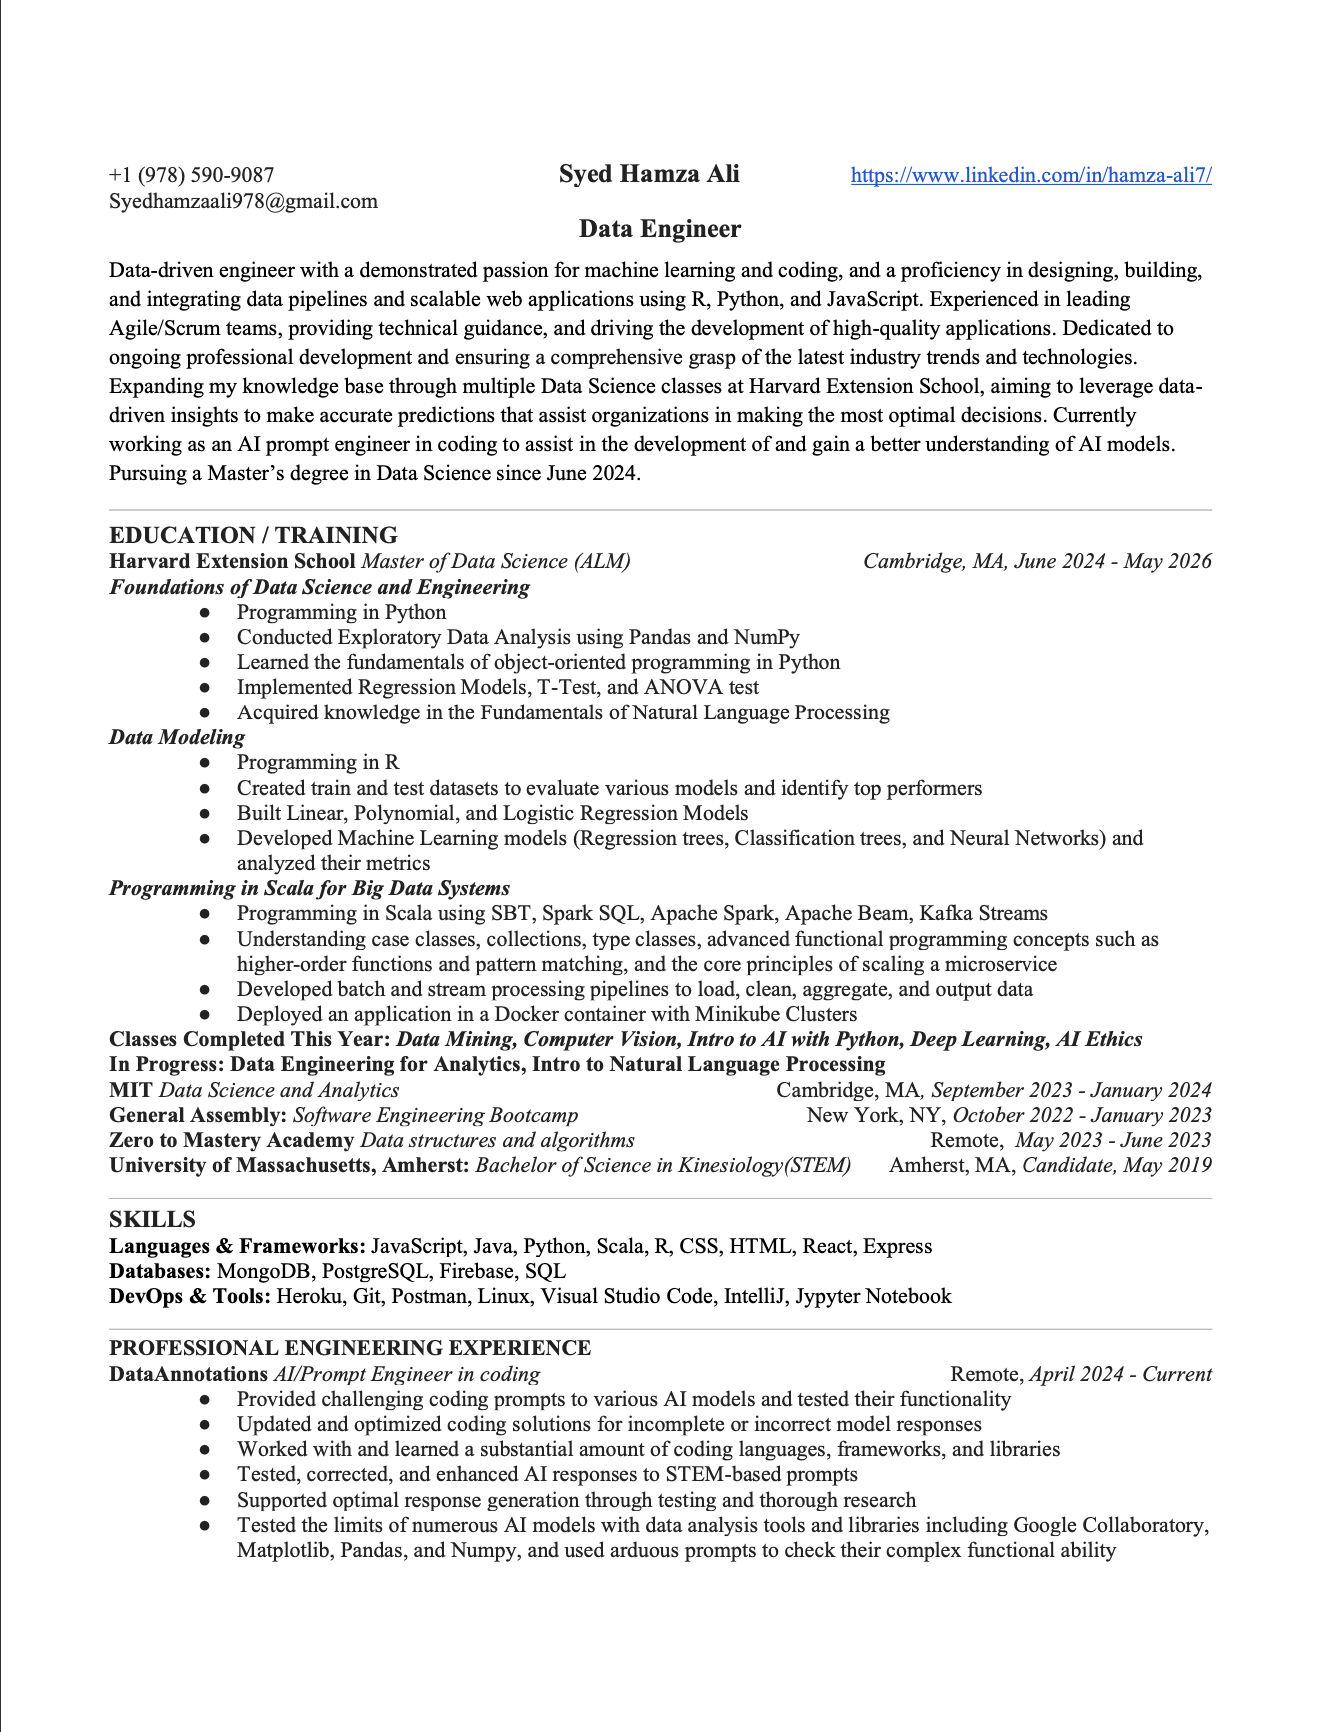 +1 (978) 590-9087 Syed Hamza Ali https://www.linkedin.com/in/hamza-ali7/
Syedhamzaali978@gmail.com
Data Engineer
Data-driven engineer with a demonstrated passion for machine learning and coding, and a proficiency in designing, building,
and integrating data pipelines and scalable web applications using R, Python, and JavaScript. Experienced in leading
Agile/Scrum teams, providing technical guidance, and driving the development of high-quality applications. Dedicated to
ongoing professional development and ensuring a comprehensive grasp of the latest industry trends and technologies.
Expanding my knowledge base through multiple Data Science classes at Harvard Extension School, aiming to leverage data-
driven insights to make accurate predictions that assist organizations in making the most optimal decisions. Currently
working as an AI prompt engineer in coding to assist in the development of and gain a better understanding of AI models.
Pursuing a Master’s degree in Data Science since June 2024.
EDUCATION / TRAINING
Harvard Extension School Master of Data Science (ALM) Cambridge, MA, June 2024 - May 2026
Foundations of Data Science and Engineering
● Programming in Python
● Conducted Exploratory Data Analysis using Pandas and NumPy
● Learned the fundamentals of object-oriented programming in Python
● Implemented Regression Models, T-Test, and ANOVA test
● Acquired knowledge in the Fundamentals of Natural Language Processing
Data Modeling
● Programming in R
● Created train and test datasets to evaluate various models and identify top performers
● Built Linear, Polynomial, and Logistic Regression Models
● Developed Machine Learning models (Regression trees, Classification trees, and Neural Networks) and
analyzed their metrics
Programming in Scala for Big Data Systems
● Programming in Scala using SBT, Spark SQL, Apache Spark, Apache Beam, Kafka Streams
● Understanding case classes, collections, type classes, advanced functional programming concepts such as
higher-order functions and pattern matching, and the core principles of scaling a microservice
● Developed batch and stream processing pipelines to load, clean, aggregate, and output data
● Deployed an application in a Docker container with Minikube Clusters
Classes Completed This Year: Data Mining, Computer Vision, Intro to AI with Python, Deep Learning, AI Ethics
In Progress: Data Engineering for Analytics, Intro to Natural Language Processing
MIT Data Science and Analytics Cambridge, MA, September 2023 - January 2024
General Assembly: Software Engineering Bootcamp New York, NY, October 2022 - January 2023
Zero to Mastery Academy Data structures and algorithms Remote, May 2023 - June 2023
University of Massachusetts, Amherst: Bachelor of Science in Kinesiology(STEM) Amherst, MA, Candidate, May 2019
SKILLS
Languages & Frameworks: JavaScript, Java, Python, Scala, R, CSS, HTML, React, Express
Databases: MongoDB, PostgreSQL, Firebase, SQL
DevOps & Tools: Heroku, Git, Postman, Linux, Visual Studio Code, IntelliJ, Jypyter Notebook
PROFESSIONAL ENGINEERING EXPERIENCE
DataAnnotations AI/Prompt Engineer in coding Remote, April 2024 - Current
● Provided challenging coding prompts to various AI models and tested their functionality
● Updated and optimized coding solutions for incomplete or incorrect model responses
● Worked with and learned a substantial amount of coding languages, frameworks, and libraries
● Tested, corrected, and enhanced AI responses to STEM-based prompts
● Supported optimal response generation through testing and thorough research
● Tested the limits of numerous AI models with data analysis tools and libraries including Google Collaboratory,
Matplotlib, Pandas, and Numpy, and used arduous prompts to check their complex functional ability